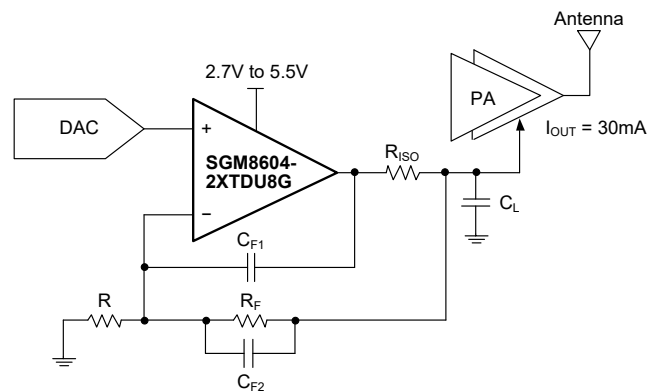 Antenna
2.7V to 5.5V
DAC
+
SGM8604-
2XTDU8G
−
PA
I_OUT = 30mA
R_ISO
C_L
C_F1
R
R_F
C_F2